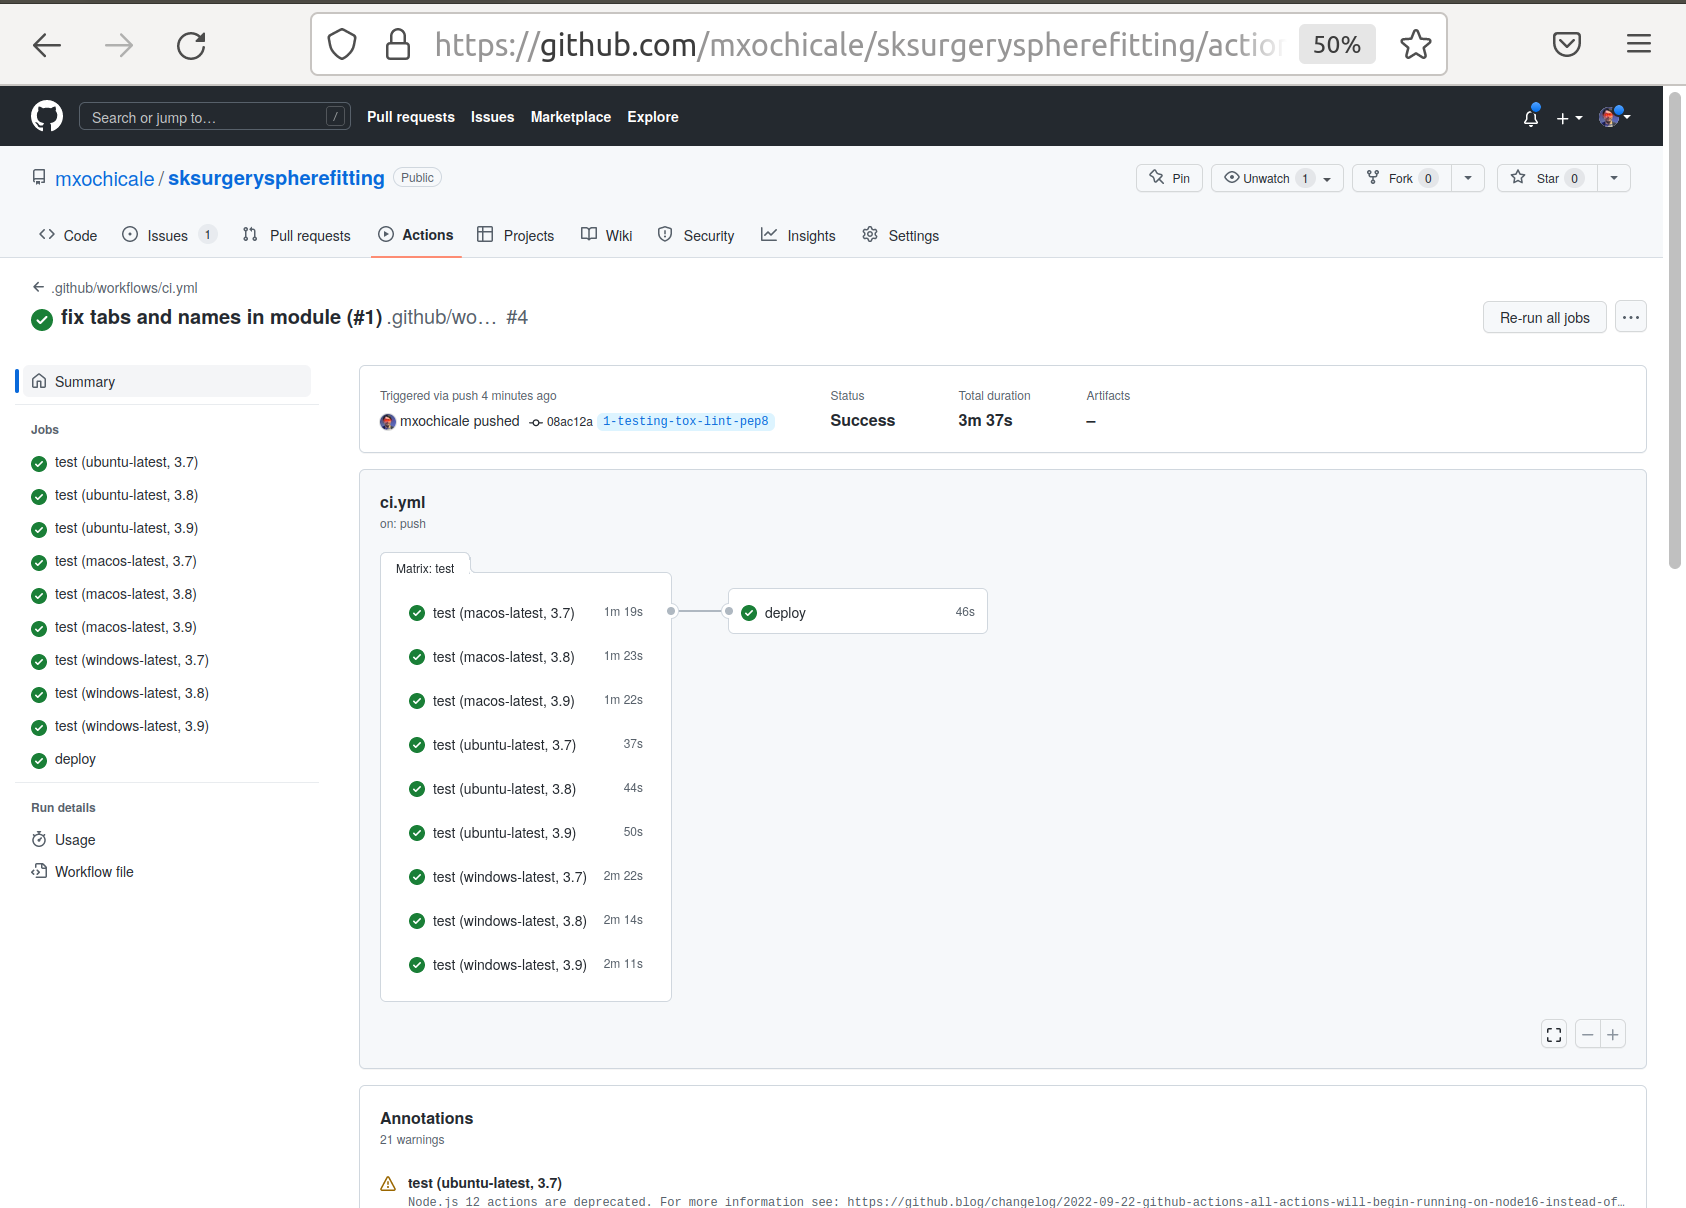 https://github.com/mxochicale/sksurgeryspherefitting/action
50%
Search or jump to…
/
Pull requests
Issues
Marketplace
Explore
mxochicale / sksurgeryspherefitting
Public
Pin
Unwatch 1
Fork 0
Star 0
Code
Issues 1
Pull requests
Actions
Projects
Wiki
Security
Insights
Settings
.github/workflows/ci.yml
fix tabs and names in module (#1) .github/wo… #4
Re-run all jobs
Summary
Jobs
test (ubuntu-latest, 3.7)
test (ubuntu-latest, 3.8)
test (ubuntu-latest, 3.9)
test (macos-latest, 3.7)
test (macos-latest, 3.8)
test (macos-latest, 3.9)
test (windows-latest, 3.7)
test (windows-latest, 3.8)
test (windows-latest, 3.9)
deploy
Run details
Usage
Workflow file
Triggered via push 4 minutes ago
mxochicale pushed 08ac12a 1-testing-tox-lint-pep8
Status
Success
Total duration
3m 37s
Artifacts
–
ci.yml
on: push
Matrix: test
test (macos-latest, 3.7) 1m 19s
test (macos-latest, 3.8) 1m 23s
test (macos-latest, 3.9) 1m 22s
test (ubuntu-latest, 3.7) 37s
test (ubuntu-latest, 3.8) 44s
test (ubuntu-latest, 3.9) 50s
test (windows-latest, 3.7) 2m 22s
test (windows-latest, 3.8) 2m 14s
test (windows-latest, 3.9) 2m 11s
deploy 46s
Annotations
21 warnings
test (ubuntu-latest, 3.7)
Node.js 12 actions are deprecated. For more information see: https://github.blog/changelog/2022-09-22-github-actions-all-actions-will-begin-running-on-node16-instead-of…